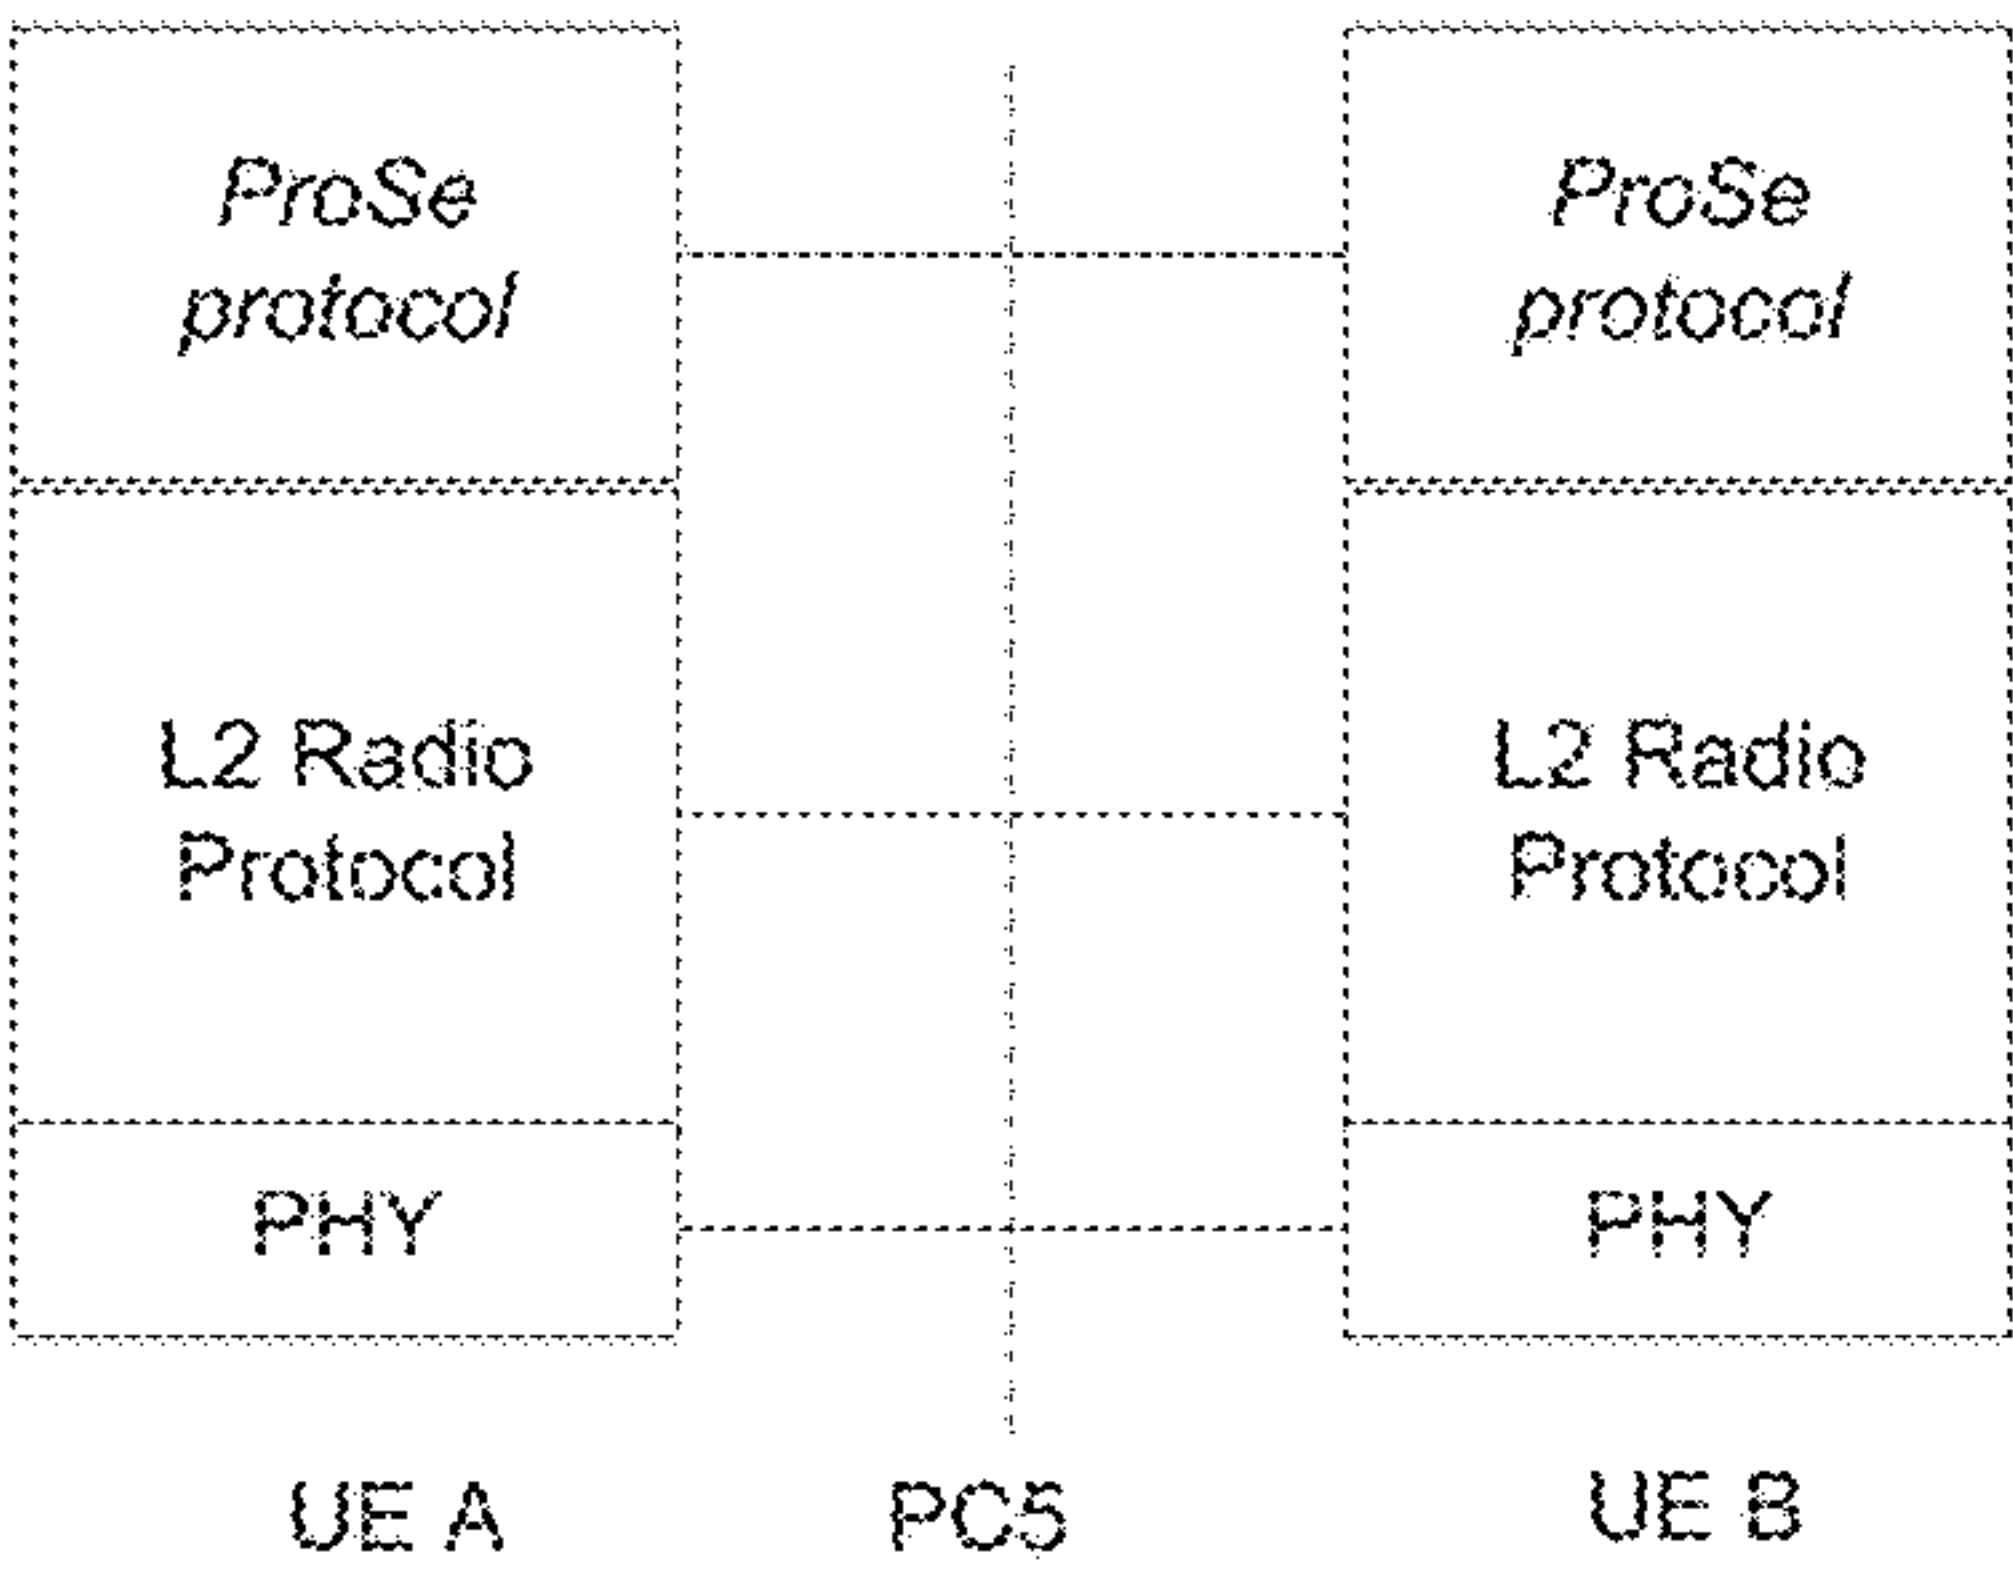 ProSe
protocol
L2 Radio
Protocol
PHY
UE A
PC5
ProSe
protocol
L2 Radio
Protocol
PHY
UE B